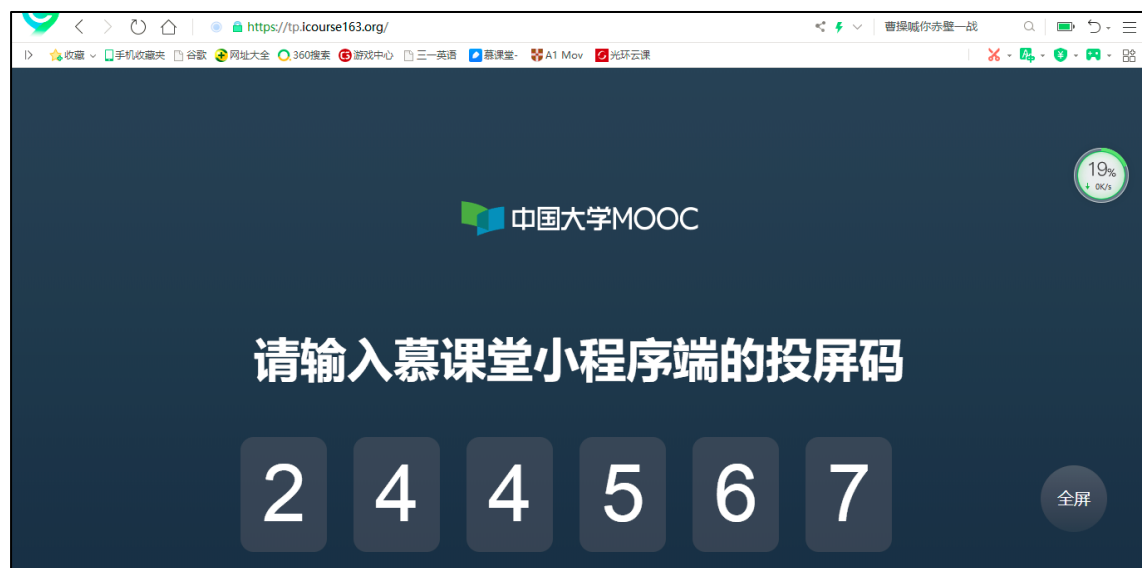 https://tp.icourse163.org/
曹操喊你赤壁一战
收藏 手机收藏夹 谷歌 网址大全 360搜索 游戏中心 三一英语 慕课堂- A1 Mov 光环云课
19%
0K/s
中国大学MOOC
请输入慕课堂小程序端的投屏码
2 4 4 5 6 7
全屏